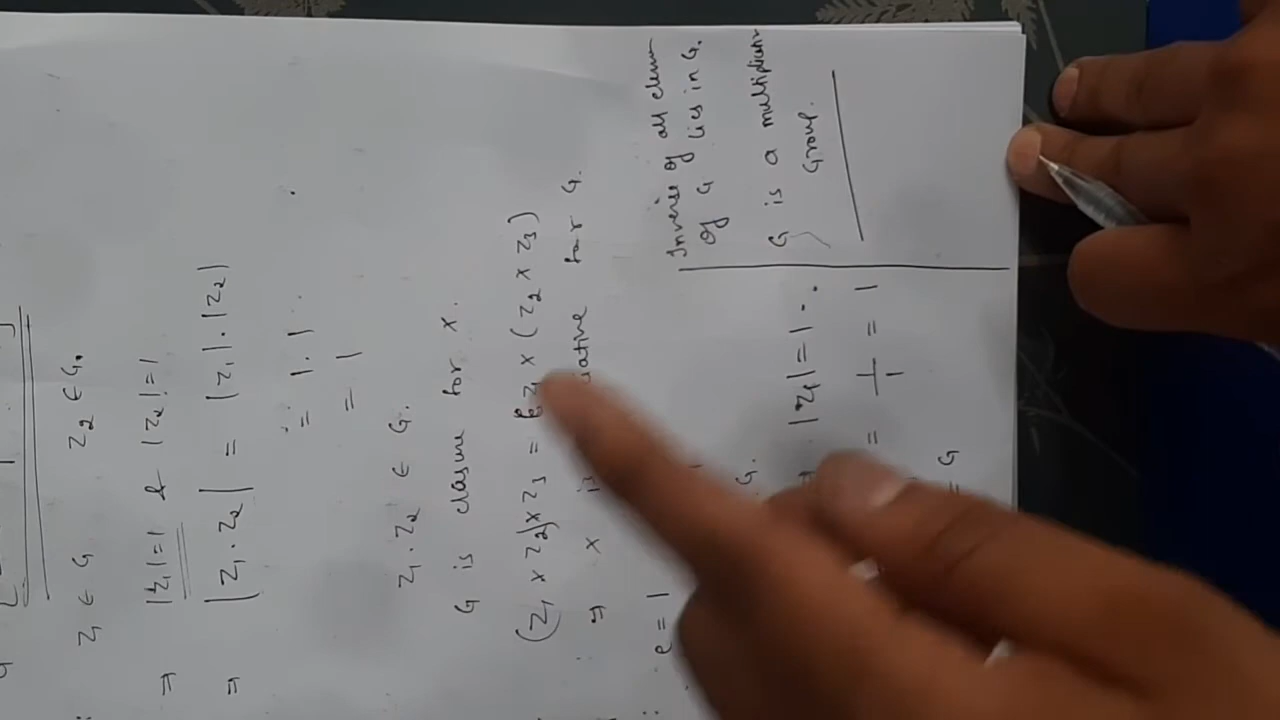 z₁ ∈ G z₂ ∈ G.
⇒ |z₁|=1 & |z₂|=1
⇒ |z₁.z₂| = |z₁|.|z₂|
= 1.1
= 1
z₁.z₂ ∈ G.
G is closure for x.
(z₁ x z₂) x z₃ = z₁ x (z₂ x z₃)
⇒ x is for G.
e = 1
G.
|z₁|=1
= 1/1 = 1
G
Inverse of all elem
of G lies in G.
G is a multiplicative
Group.